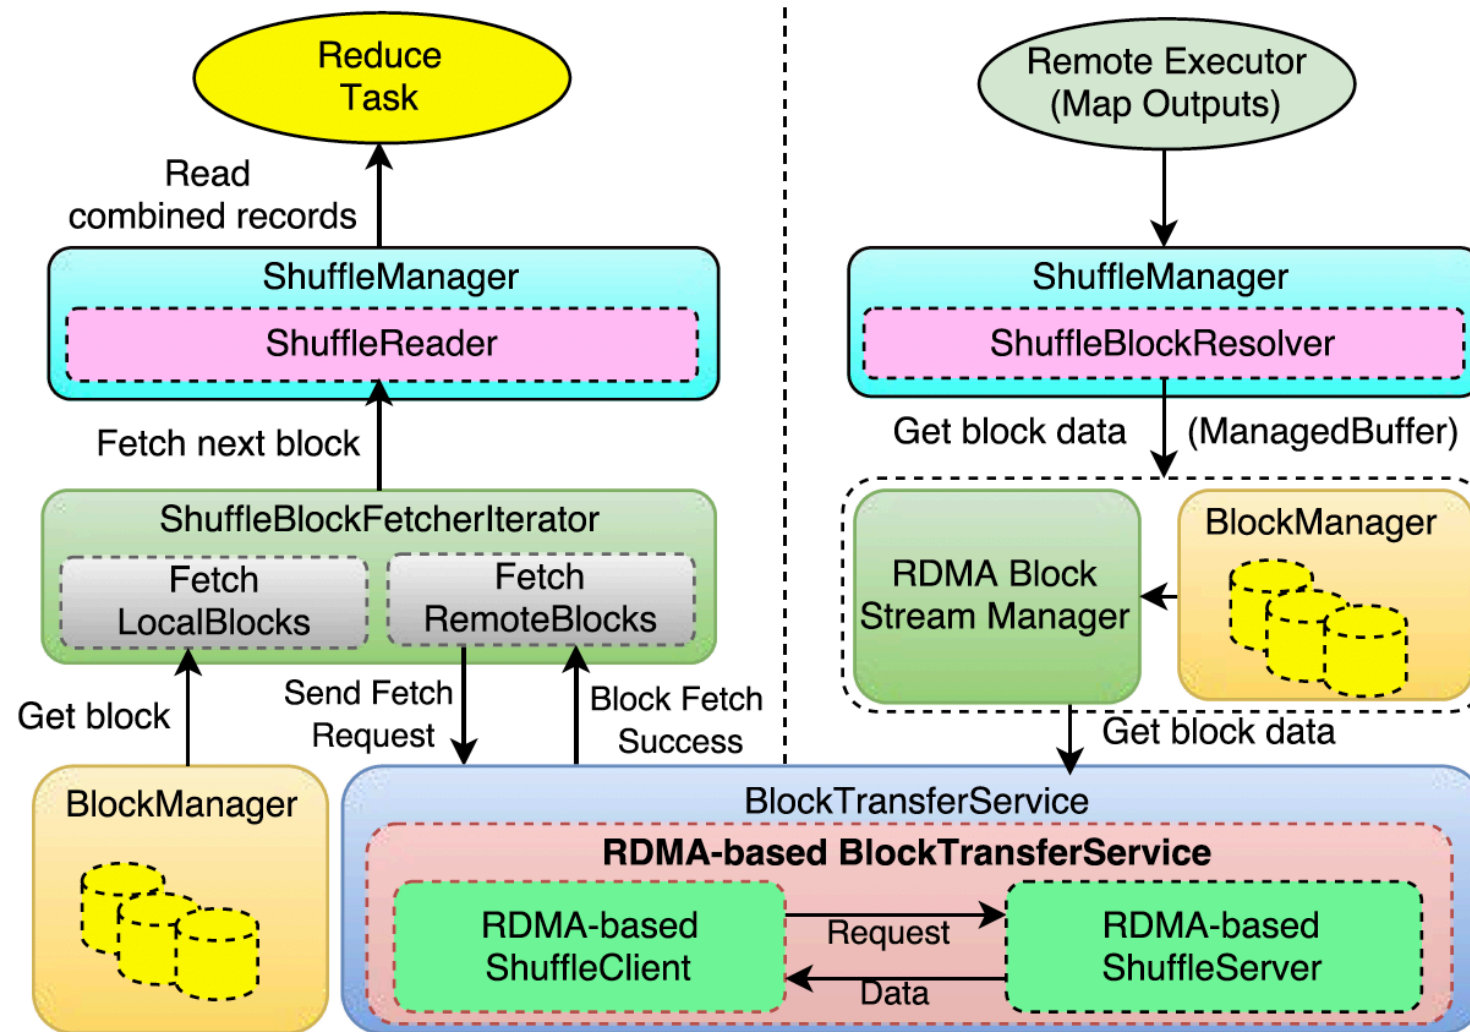 Reduce
Task
Read
combined records
ShuffleManager
ShuffleReader
Fetch next block
ShuffleBlockFetcherIterator
Fetch
LocalBlocks
Fetch
RemoteBlocks
Get block
Send Fetch
Request
Block Fetch
Success
BlockManager
Remote Executor
(Map Outputs)
ShuffleManager
ShuffleBlockResolver
Get block data (ManagedBuffer)
RDMA Block
Stream Manager
BlockManager
Get block data
BlockTransferService
RDMA-based BlockTransferService
RDMA-based
ShuffleClient
Request
Data
RDMA-based
ShuffleServer